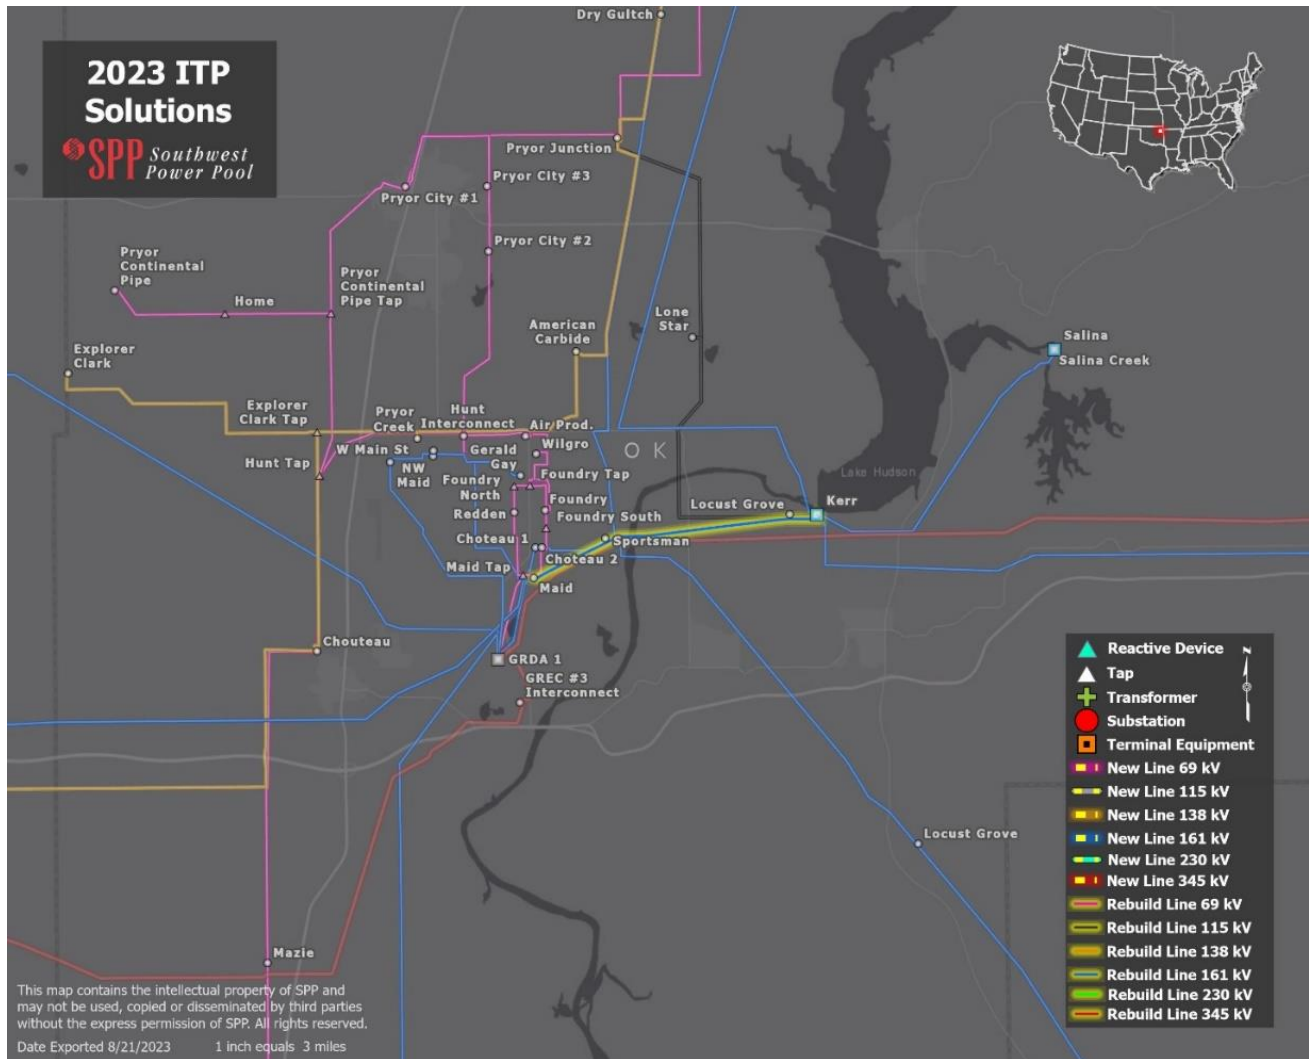 2023 ITP
Solutions
SPP Southwest
Power Pool
Dry Gultch
Pryor Junction
Pryor City #3
Pryor City #1
Pryor City #2
Pryor
Continental
Pipe
Home
Pryor
Continental
Pipe Tap
American
Carbide
Lone
Star
Salina
Salina Creek
Explorer
Clark
Explorer
Clark Tap
Pryor
Creek
Hunt
Interconnect
Air Prod.
Wilgro
W Main St
Gerald
Gay
O K
Hunt Tap
NW
Maid
Foundry Tap
Foundry
North
Foundry
Lake Hudson
Redden
Foundry South
Locust Grove
Kerr
Choteau 1
Sportsman
Choteau 2
Maid Tap
Maid
Chouteau
GRDA 1
GREC #3
Interconnect
Locust Grove
Mazie
N
Reactive Device
Tap
Transformer
Substation
Terminal Equipment
New Line 69 kV
New Line 115 kV
New Line 138 kV
New Line 161 kV
New Line 230 kV
New Line 345 kV
Rebuild Line 69 kV
Rebuild Line 115 kV
Rebuild Line 138 kV
Rebuild Line 161 kV
Rebuild Line 230 kV
Rebuild Line 345 kV
This map contains the intellectual property of SPP and
may not be used, copied or disseminated by third parties
without the express permission of SPP. All rights reserved.
Date Exported 8/21/2023 1 inch equals 3 miles